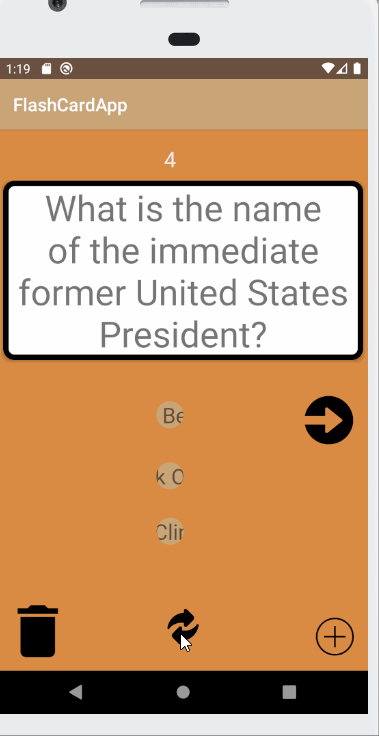 1:19
FlashCardApp
4
What is the name
of the immediate
former United States
President?
Be
k
Clin